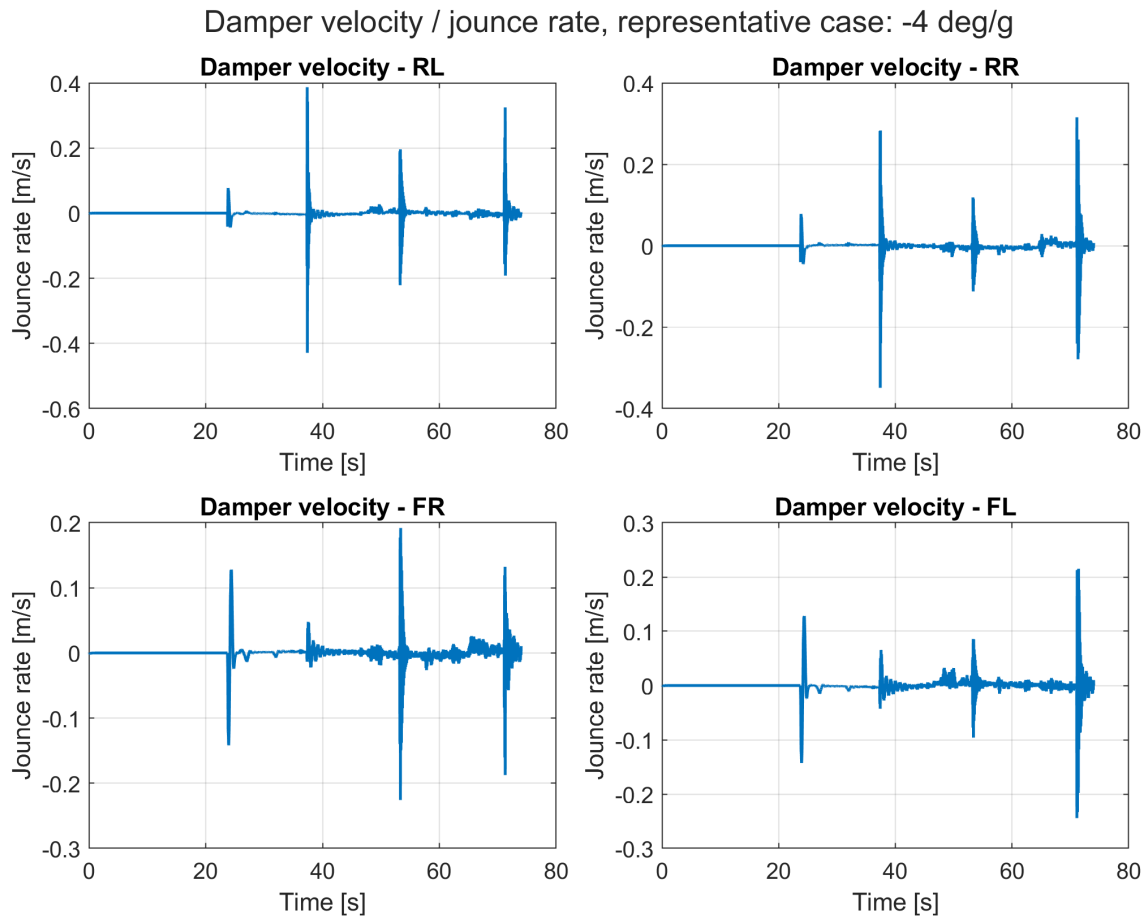 Damper velocity / jounce rate, representative case: -4 deg/g
Damper velocity - RL
Jounce rate [m/s]
0.4
0.2
0
-0.2
-0.4
-0.6
0 20 40 60 80
Time [s]
Damper velocity - RR
Jounce rate [m/s]
0.4
0.2
0
-0.2
-0.4
0 20 40 60 80
Time [s]
Damper velocity - FR
Jounce rate [m/s]
0.2
0.1
0
-0.1
-0.2
-0.3
0 20 40 60 80
Time [s]
Damper velocity - FL
Jounce rate [m/s]
0.3
0.2
0.1
0
-0.1
-0.2
-0.3
0 20 40 60 80
Time [s]